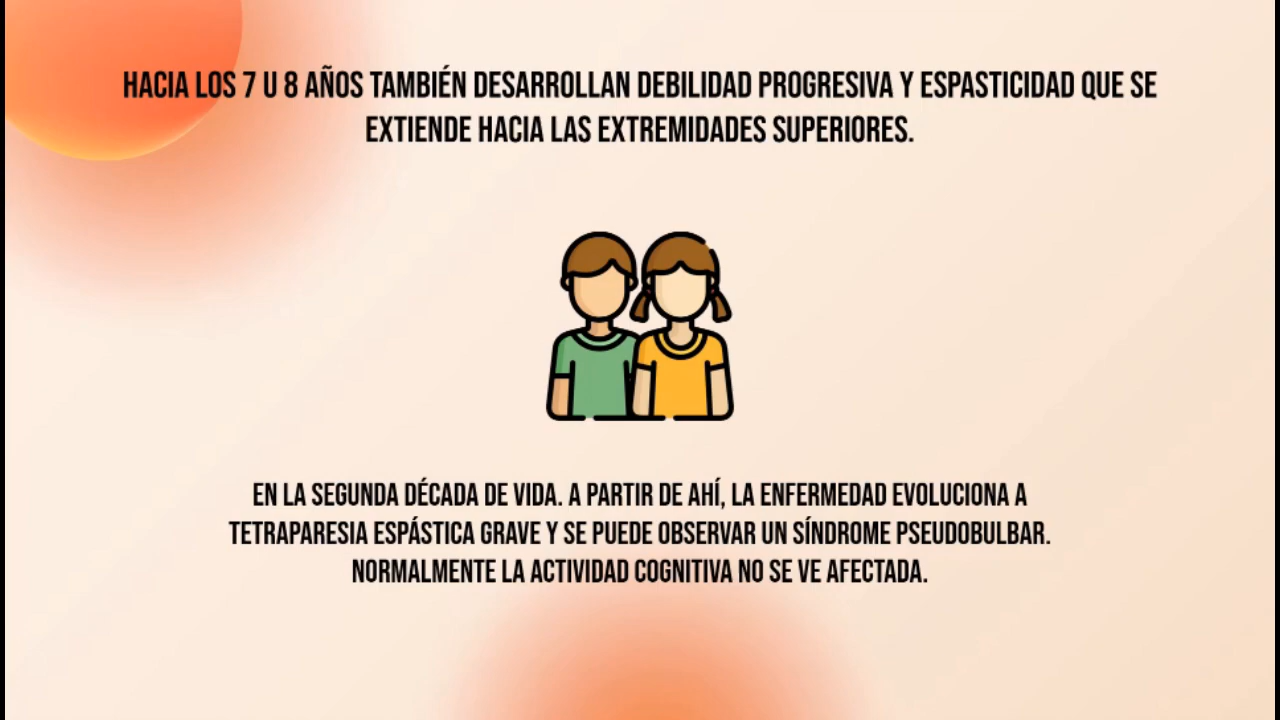 HACIA LOS 7 U 8 AÑOS TAMBIÉN DESARROLLAN DEBILIDAD PROGRESIVA Y ESPASTICIDAD QUE SE
EXTIENDE HACIA LAS EXTREMIDADES SUPERIORES.
EN LA SEGUNDA DÉCADA DE VIDA. A PARTIR DE AHÍ, LA ENFERMEDAD EVOLUCIONA A
TETRAPARESIA ESPÁSTICA GRAVE Y SE PUEDE OBSERVAR UN SÍNDROME PSEUDOBULBAR.
NORMALMENTE LA ACTIVIDAD COGNITIVA NO SE VE AFECTADA.